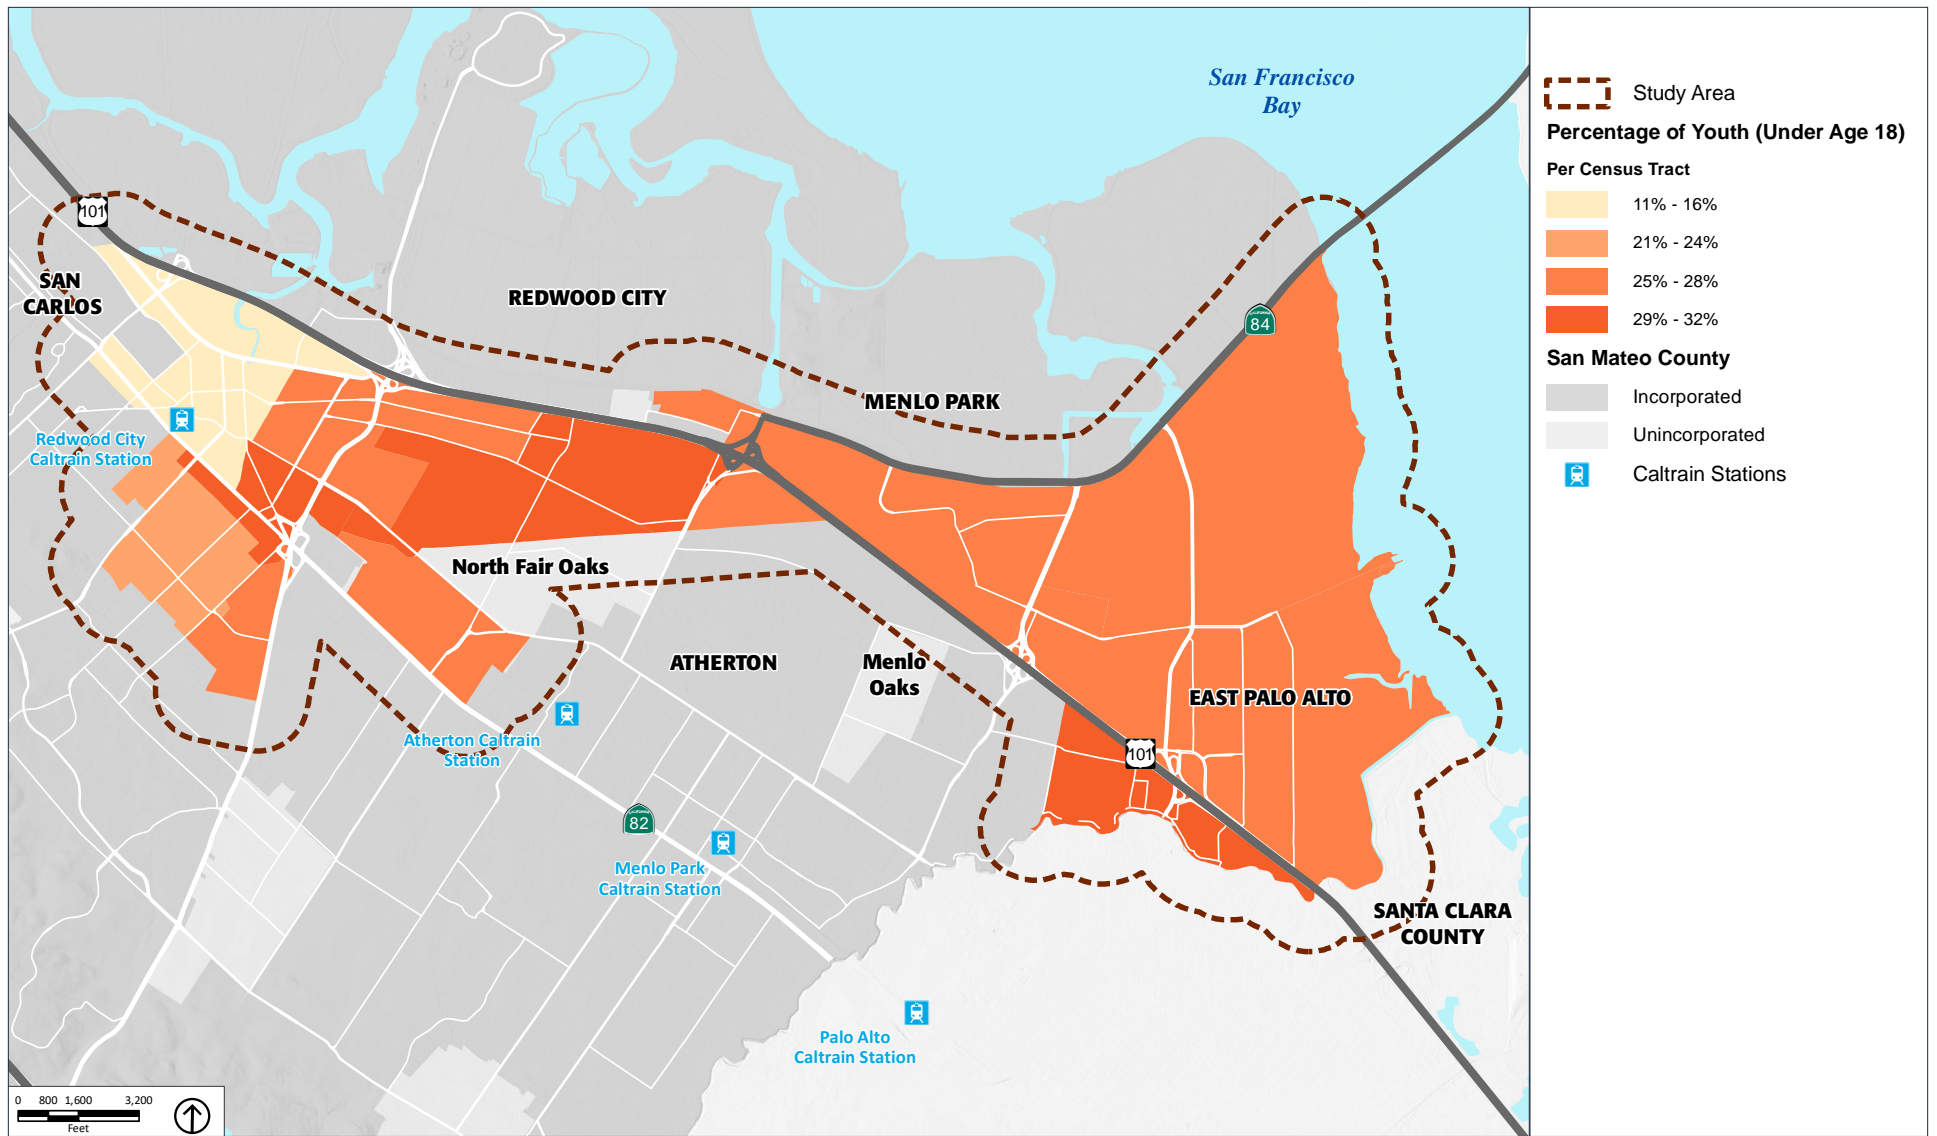 San Francisco
Bay
101
SAN
CARLOS
REDWOOD CITY
CALIFORNIA
84
MENLO PARK
Redwood City
Caltrain Station
North Fair Oaks
ATHERTON
Menlo
Oaks
EAST PALO ALTO
Atherton Caltrain
Station
101
CALIFORNIA
82
Menlo Park
Caltrain Station
SANTA CLARA
COUNTY
Palo Alto
Caltrain Station
0 800 1,600 3,200
Feet
Study Area
Percentage of Youth (Under Age 18)
Per Census Tract
11% - 16%
21% - 24%
25% - 28%
29% - 32%
San Mateo County
Incorporated
Unincorporated
Caltrain Stations